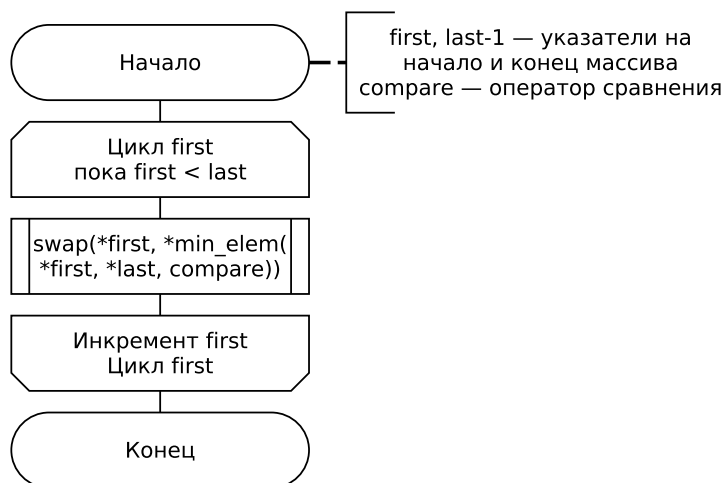 Начало
first, last-1 — указатели на
начало и конец массива
compare — оператор сравнения
Цикл first
пока first < last
swap(*first, *min_elem(
*first, *last, compare))
Инкремент first
Цикл first
Конец